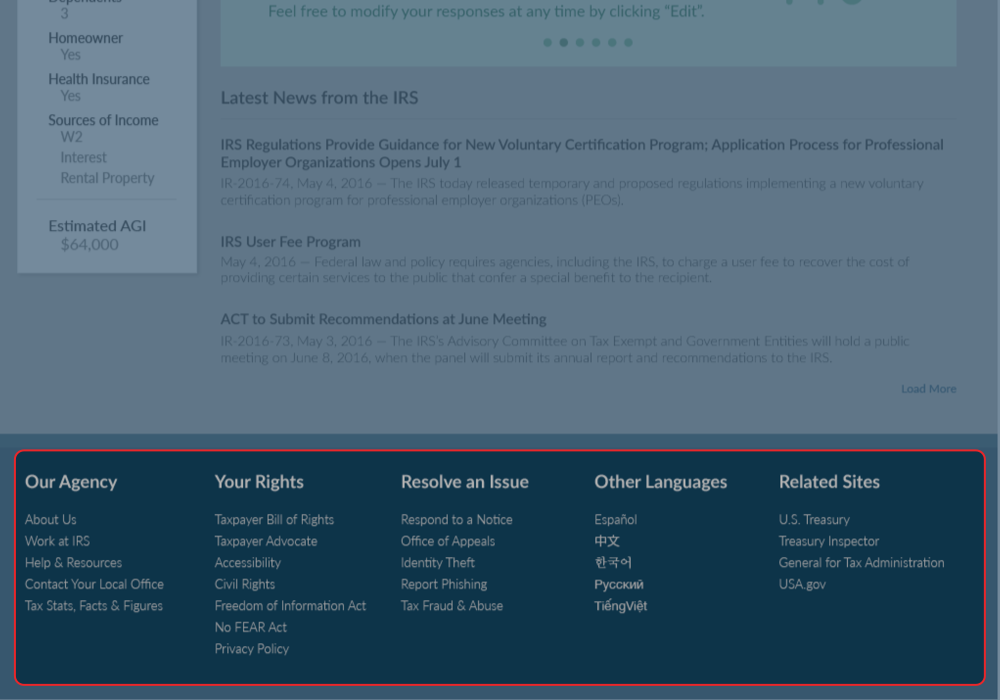 Dependents
3
Homeowner
Yes
Health Insurance
Yes
Sources of Income
W2
Interest
Rental Property
Estimated AGI
$64,000
Feel free to modify your responses at any time by clicking “Edit”.
Latest News from the IRS
IRS Regulations Provide Guidance for New Voluntary Certification Program; Application Process for Professional
Employer Organizations Opens July 1
IR-2016-74, May 4, 2016 — The IRS today released temporary and proposed regulations implementing a new voluntary
certification program for professional employer organizations (PEOs).
IRS User Fee Program
May 4, 2016 — Federal law and policy requires agencies, including the IRS, to charge a user fee to recover the cost of
providing certain services to the public that confer a special benefit to the recipient.
ACT to Submit Recommendations at June Meeting
IR-2016-73, May 3, 2016 — The IRS's Advisory Committee on Tax Exempt and Government Entities will hold a public
meeting on June 8, 2016, when the panel will submit its annual report and recommendations to the IRS.
Load More
Our Agency
About Us
Work at IRS
Help & Resources
Contact Your Local Office
Tax Stats, Facts & Figures
Your Rights
Taxpayer Bill of Rights
Taxpayer Advocate
Accessibility
Civil Rights
Freedom of Information Act
No FEAR Act
Privacy Policy
Resolve an Issue
Respond to a Notice
Office of Appeals
Identity Theft
Report Phishing
Tax Fraud & Abuse
Other Languages
Español
中文
한국어
Русский
TiếngViệt
Related Sites
U.S. Treasury
Treasury Inspector
General for Tax Administration
USA.gov